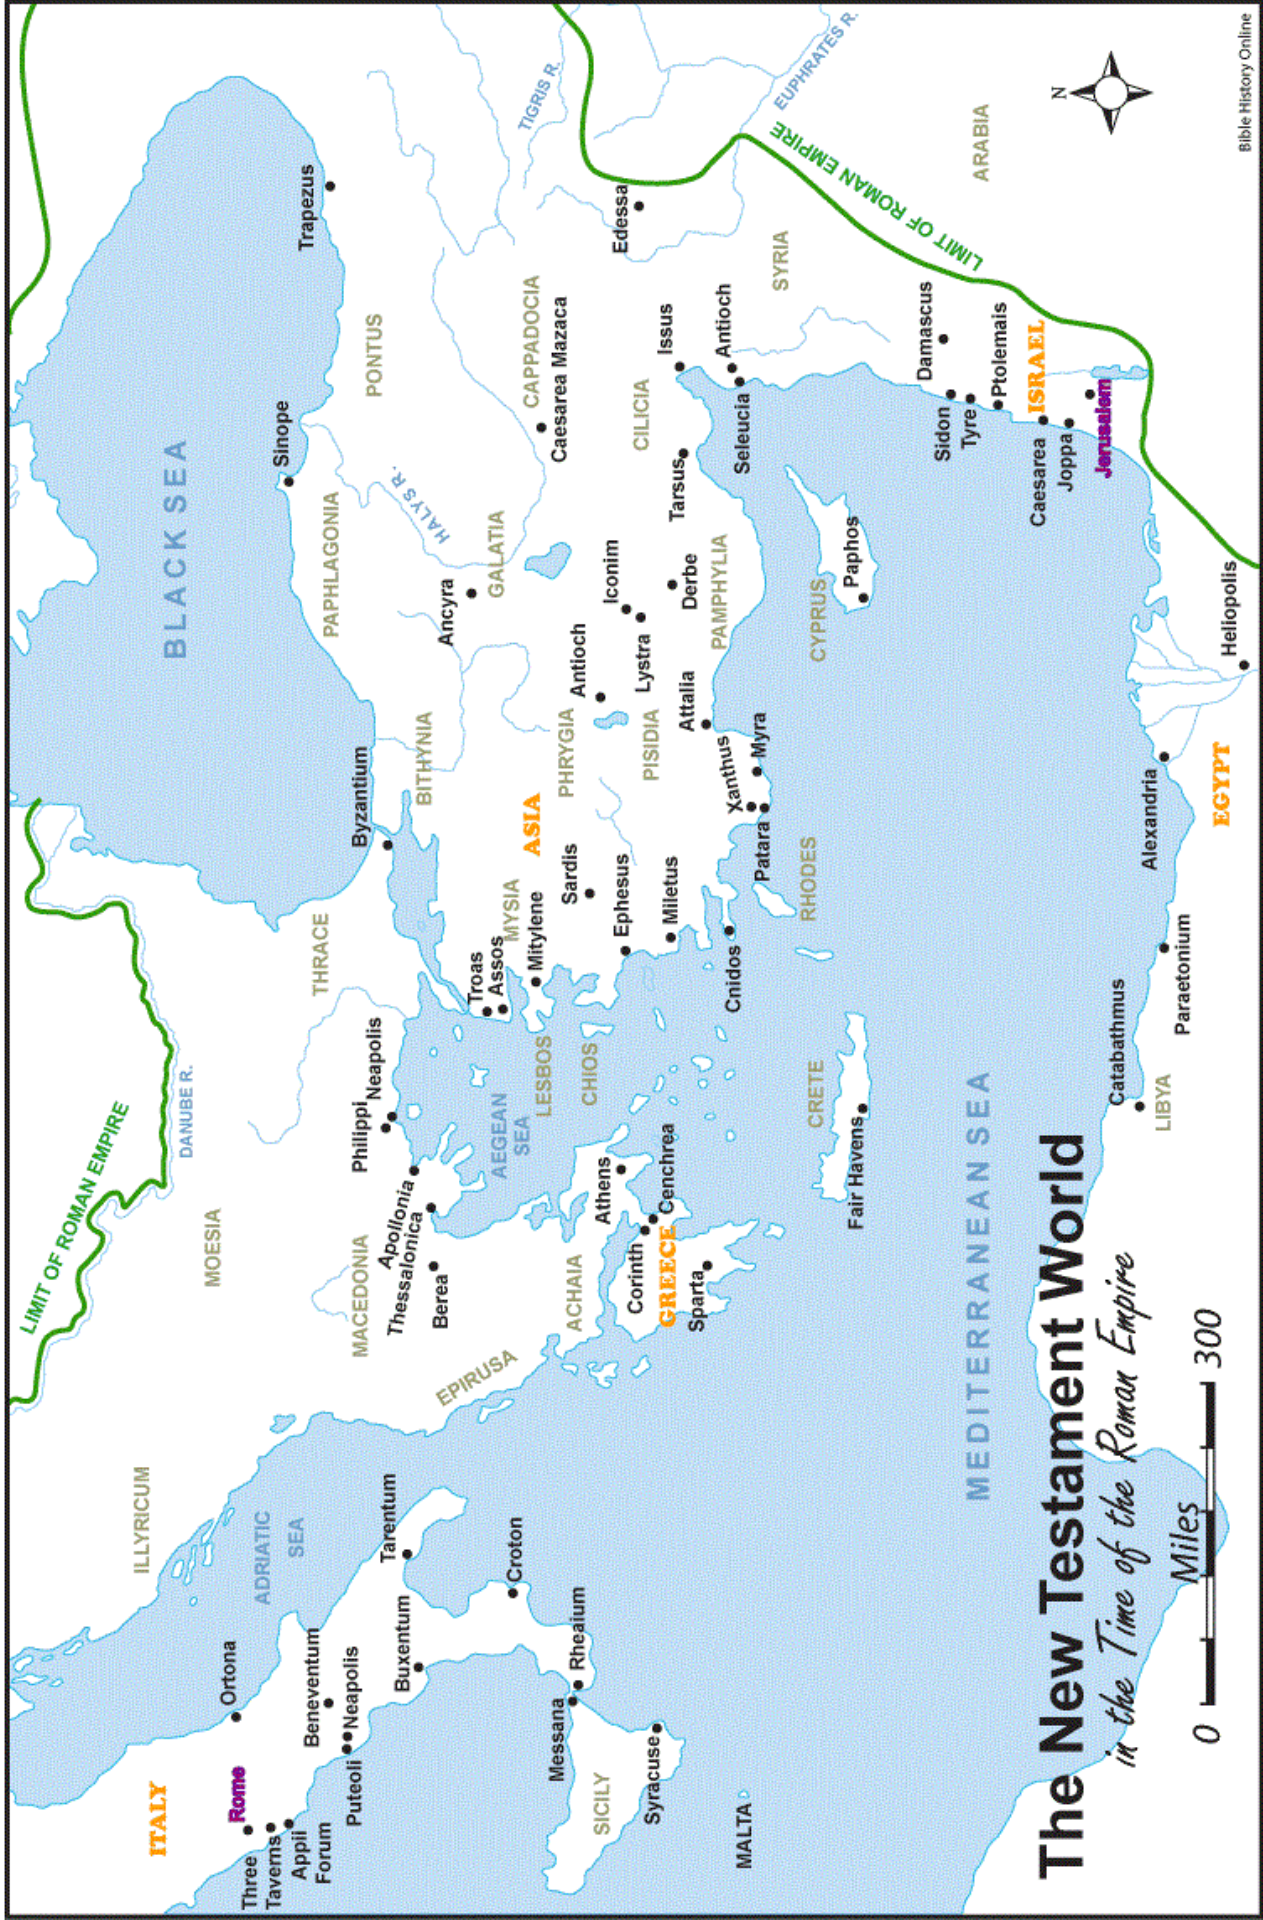 ITALY
Rome
Three
Taverns
Appii
Forum
Ortona
Beneventum
Neapolis
Puteoli
Buxentum
Tarentum
Croton
Rheaium
Messana
SICILY
Syracuse
MALTA
ILLYRICUM
ADRIATIC
SEA
LIMIT OF ROMAN EMPIRE
DANUBE R.
MOESIA
THRACE
MACEDONIA
EPIRUSA
Philippi
Neapolis
Apollonia
Thessalonica
Berea
AEGEAN
SEA
ACHAIA
Athens
Cenchrea
Corinth
GREECE
Sparta
LESBOS
CHIOS
CRETE
Fair Havens
BLACK SEA
Byzantium
BITHYNIA
PAPHLAGONIA
Sinope
PONTUS
Trapezus
HALYS R.
Ancyra
GALATIA
CAPPADOCIA
Caesarea Mazaca
Troas
Assos
MYSIA
Mitylene
ASIA
Sardis
Ephesus
Miletus
Cnidos
PHRYGIA
Antioch
PISIDIA
Iconim
Lystra
Derbe
Attalia
PAMPHYLIA
Xanthus
Myra
Patara
RHODES
CILICIA
Tarsus
Issus
Antioch
Seleucia
SYRIA
Edessa
TIGRIS R.
EUPHRATES R.
LIMIT OF ROMAN EMPIRE
ARABIA
CYPRUS
Paphos
Damascus
Sidon
Tyre
Ptolemais
ISRAEL
Caesarea
Joppa
Jerusalem
MEDITERRANEAN SEA
Catabathmus
LIBYA
Paraetonium
Alexandria
EGYPT
Heliopolis
N
The New Testament World
in the Time of the Roman Empire
Miles
0 300
Bible History Online